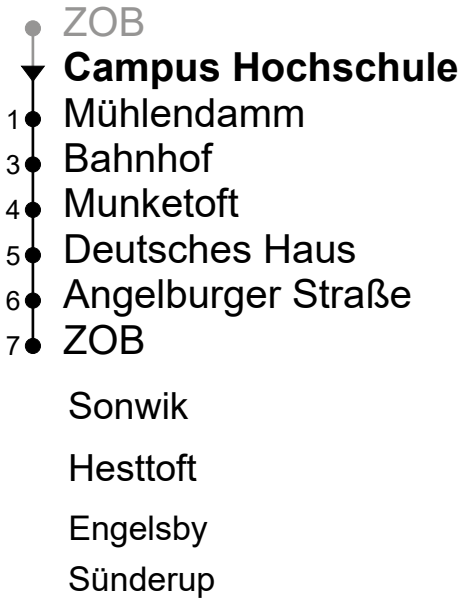 ZOB
Campus Hochschule
1 Mühlendamm
3 Bahnhof
4 Munketoft
5 Deutsches Haus
6 Angelburger Straße
7 ZOB
Sonwik
Hesttoft
Engelsby
Sünderup